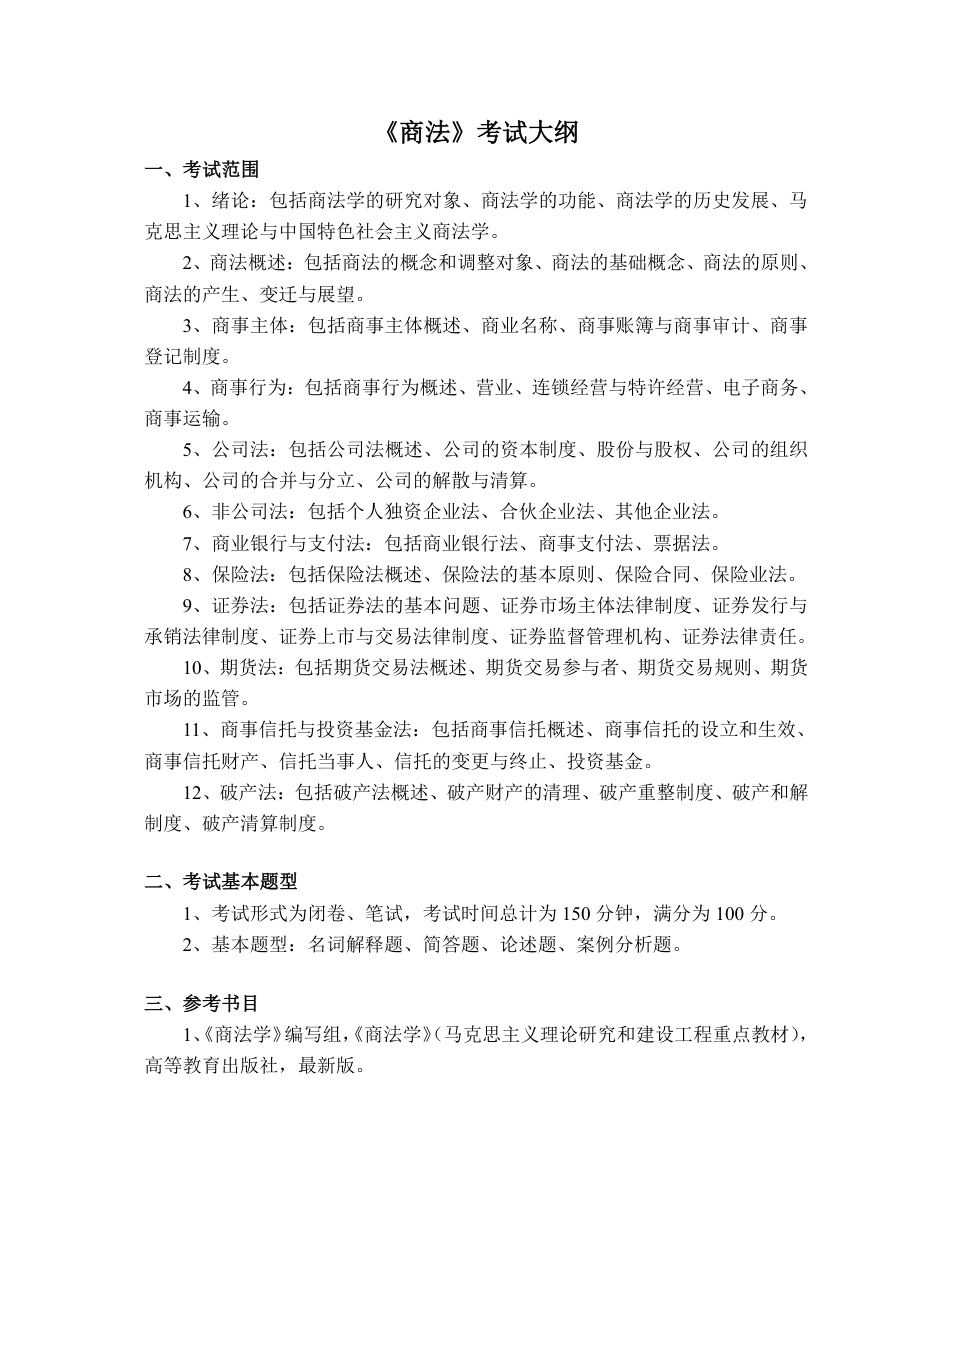 《商法》考试大纲
一、考试范围
1、绪论：包括商法学的研究对象、商法学的功能、商法学的历史发展、马
克思主义理论与中国特色社会主义商法学。
2、商法概述：包括商法的概念和调整对象、商法的基础概念、商法的原则、
商法的产生、变迁与展望。
3、商事主体：包括商事主体概述、商业名称、商事账簿与商事审计、商事
登记制度。
4、商事行为：包括商事行为概述、营业、连锁经营与特许经营、电子商务、
商事运输。
5、公司法：包括公司法概述、公司的资本制度、股份与股权、公司的组织
机构、公司的合并与分立、公司的解散与清算。
6、非公司法：包括个人独资企业法、合伙企业法、其他企业法。
7、商业银行与支付法：包括商业银行法、商事支付法、票据法。
8、保险法：包括保险法概述、保险法的基本原则、保险合同、保险业法。
9、证券法：包括证券法的基本问题、证券市场主体法律制度、证券发行与
承销法律制度、证券上市与交易法律制度、证券监督管理机构、证券法律责任。
10、期货法：包括期货交易法概述、期货交易参与者、期货交易规则、期货
市场的监管。
11、商事信托与投资基金法：包括商事信托概述、商事信托的设立和生效、
商事信托财产、信托当事人、信托的变更与终止、投资基金。
12、破产法：包括破产法概述、破产财产的清理、破产重整制度、破产和解
制度、破产清算制度。
二、考试基本题型
1、考试形式为闭卷、笔试，考试时间总计为 150 分钟，满分为 100 分。
2、基本题型：名词解释题、简答题、论述题、案例分析题。
三、参考书目
1、《商法学》编写组，《商法学》（马克思主义理论研究和建设工程重点教材），
高等教育出版社，最新版。